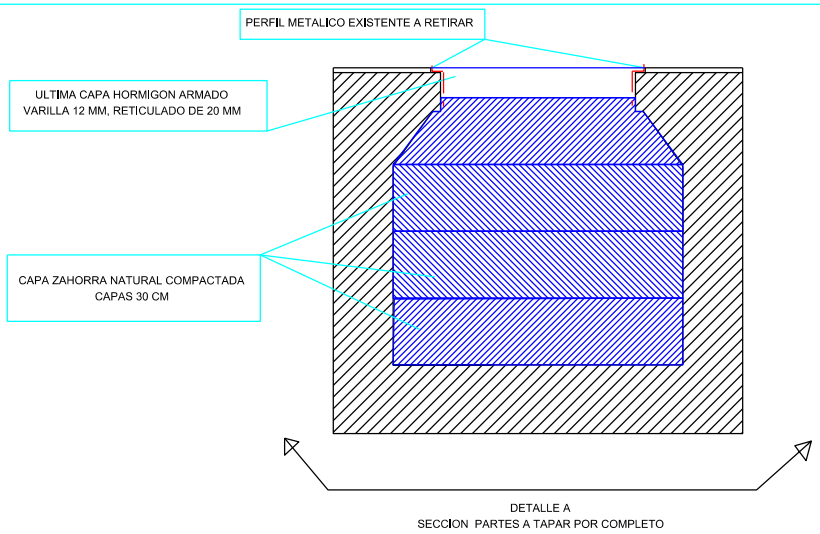 PERFIL METALICO EXISTENTE A RETIRAR
ULTIMA CAPA HORMIGON ARMADO
VARILLA 12 MM, RETICULADO DE 20 MM
CAPA ZAHORRA NATURAL COMPACTADA
CAPAS 30 CM
DETALLE A
SECCION PARTES A TAPAR POR COMPLETO